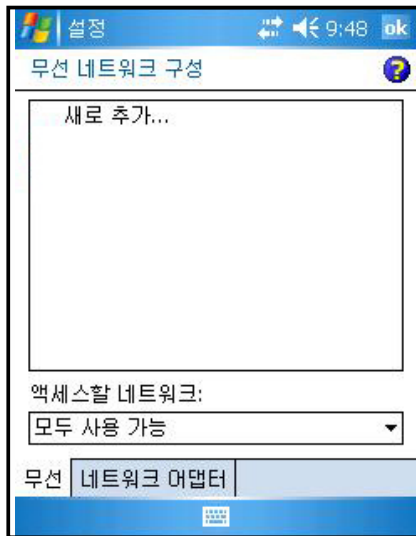 설정 9:48 ok
무선 네트워크 구성
새로 추가...
액세스할 네트워크:
모두 사용 가능
무선 네트워크 어댑터